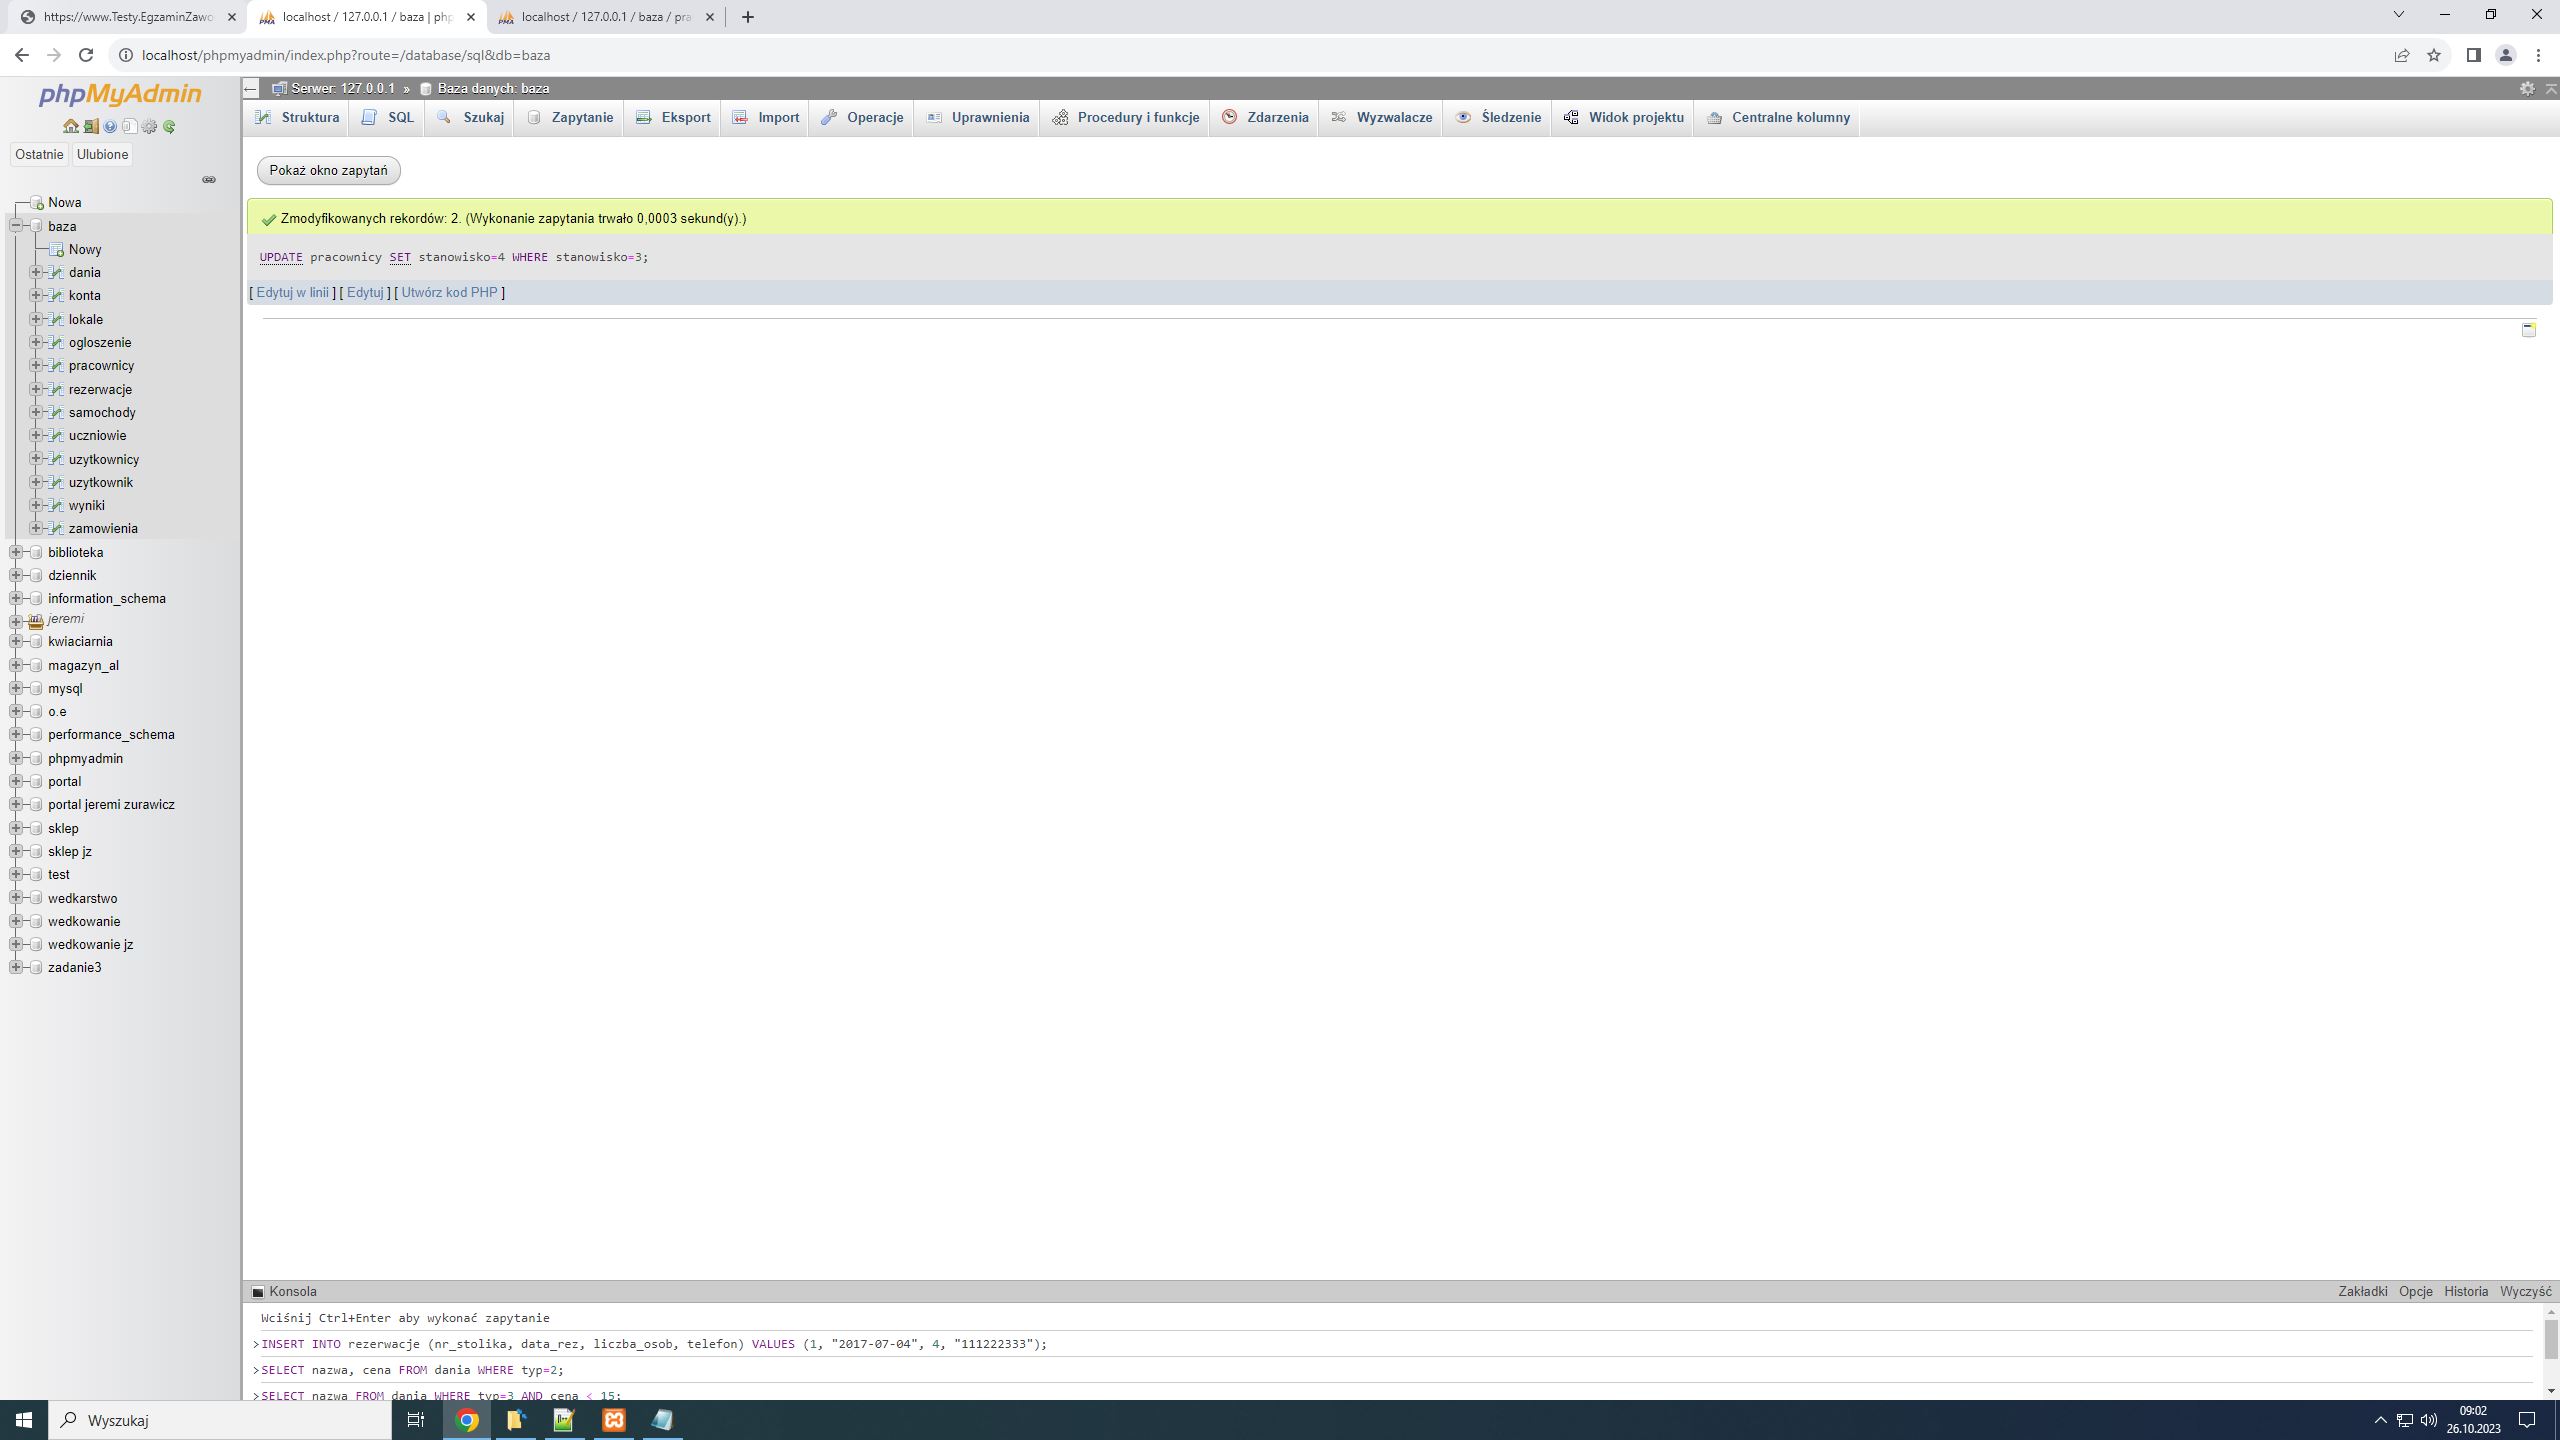 https://www.Testy.EgzaminZawo
localhost / 127.0.0.1 / baza | php
localhost / 127.0.0.1 / baza / pra
localhost/phpmyadmin/index.php?route=/database/sql&db=baza
phpMyAdmin
Serwer: 127.0.0.1 » Baza danych: baza
Struktura SQL Szukaj Zapytanie Eksport Import Operacje Uprawnienia Procedury i funkcje Zdarzenia Wyzwalacze Śledzenie Widok projektu Centralne kolumny
Ostatnie Ulubione
Pokaż okno zapytań
Zmodyfikowanych rekordów: 2. (Wykonanie zapytania trwało 0,0003 sekund(y).)
UPDATE pracownicy SET stanowisko=4 WHERE stanowisko=3;
[ Edytuj w linii ] [ Edytuj ] [ Utwórz kod PHP ]
Nowa
baza
Nowy
dania
konta
lokale
ogloszenie
pracownicy
rezerwacje
samochody
uczniowie
uzytkownicy
uzytkownik
wyniki
zamowienia
biblioteka
dziennik
information_schema
jeremi
kwiaciarnia
magazyn_al
mysql
o.e
performance_schema
phpmyadmin
portal
portal jeremi zurawicz
sklep
sklep jz
test
wedkarstwo
wedkowanie
wedkowanie jz
zadanie3
Konsola
Zakładki Opcje Historia Wyczyść
Wciśnij Ctrl+Enter aby wykonać zapytanie
>INSERT INTO rezerwacje (nr_stolika, data_rez, liczba_osob, telefon) VALUES (1, "2017-07-04", 4, "111222333");
>SELECT nazwa, cena FROM dania WHERE typ=2;
>SELECT nazwa FROM dania WHERE typ=3 AND cena < 15;
Wyszukaj
09:02
26.10.2023